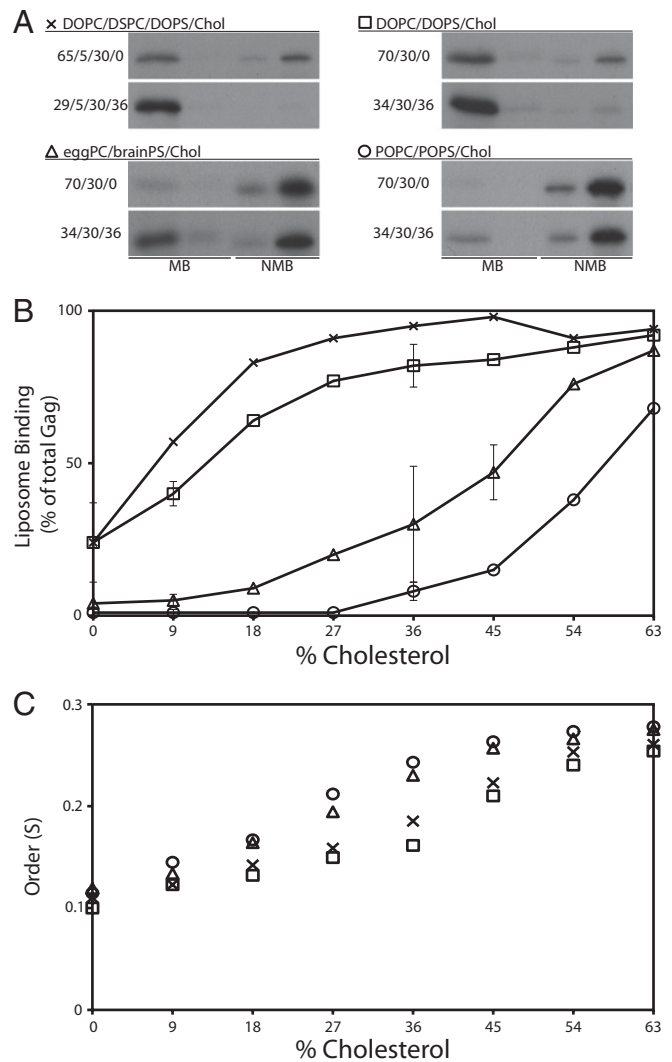 A
× DOPC/DSPC/DOPS/Chol
65/5/30/0
29/5/30/36
□ DOPC/DOPS/Chol
70/30/0
34/30/36
△ eggPC/brainPS/Chol
70/30/0
34/30/36
MB NMB
○ POPC/POPS/Chol
70/30/0
34/30/36
MB NMB
B
Liposome Binding
(% of total Gag)
100
50
0
0 9 18 27 36 45 54 63
% Cholesterol
C
Order (S)
0.3
0.2
0.1
0
0 9 18 27 36 45 54 63
% Cholesterol